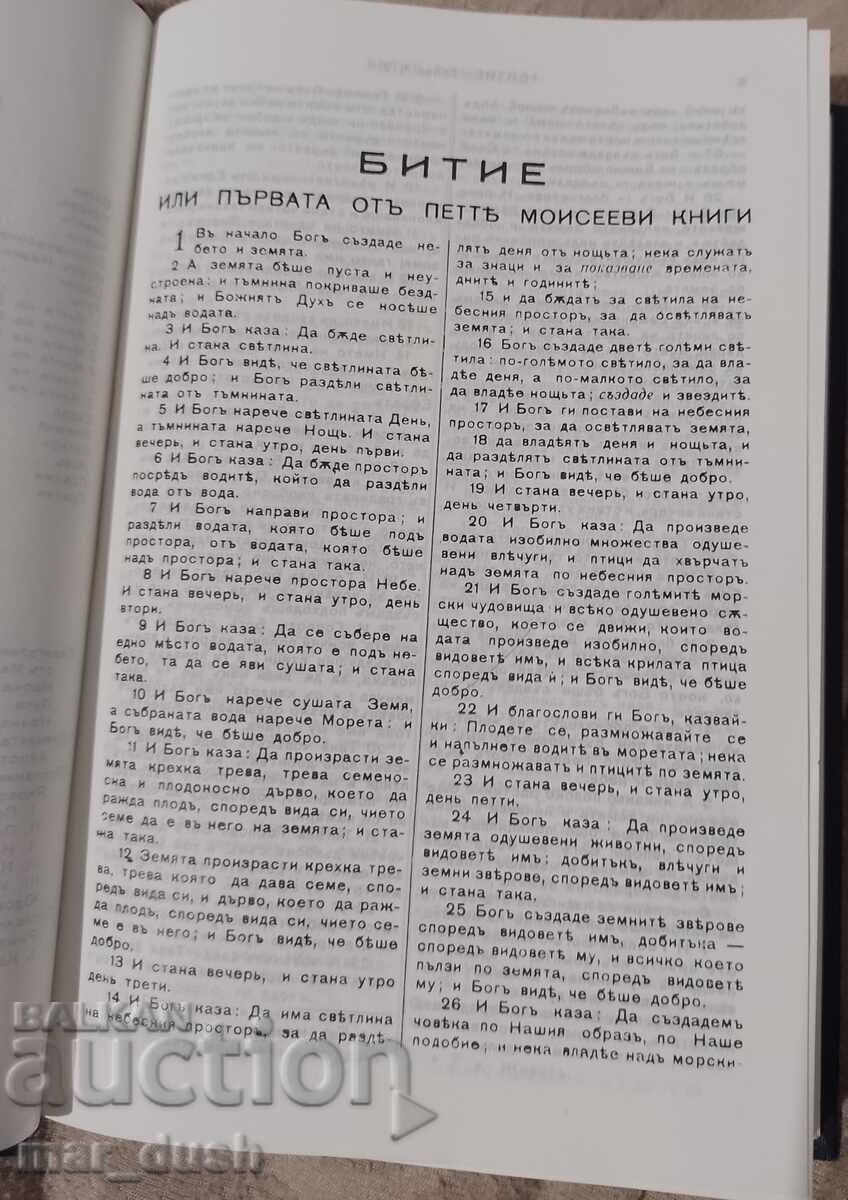 БИТИЕ
ИЛИ ПЪРВАТА ОТЪ ПЕТТѢ МОИСЕЕВИ КНИГИ
1 Въ начало Богъ създаде не-
бето и земята.
2 А земята бѣше пуста и неу-
строена: и тъмнина покриваше безд-
ната; и Божиятъ Духъ се носѣше
надъ водата.
3 И Богъ каза: Да бѫде свѣтли-
на. И стана свѣтлина.
4 И Богъ видѣ, че свѣтлината бѣ-
ше добро; и Богъ раздѣли свѣтли-
ната отъ тъмнината.
5 И Богъ нарече свѣтлината День,
а тъмнината нарече Нощь. И стана
вечерь, и стана утро, день първи.
6 И Богъ каза: Да бѫде просторъ
посрѣдъ водитѣ, който да раздѣли
вода отъ вода.
7 И Богъ направи простора; и
раздѣли водата, която бѣше подъ
простора, отъ водата, която бѣше
надъ простора; и стана така.
8 И Богъ нарече простора Небе.
И стана вечерь, и стана утро, день
втори.
9 И Богъ каза: Да се събере на
едно мѣсто водата, която е подъ не-
бето, та да се яви сушата; и стана
така.
10 И Богъ нарече сушата Земя,
а събраната вода нарече Морета: и
Богъ видѣ, че бѣше добро.
11 И Богъ каза: Да произрасти зе-
мята крехка трева, трева семено-
сна и плодоносно дърво, което да
ражда плодъ, споредъ вида си, чието
семе да е въ него на земята; и ста-
на така.
12 Земята произрасти крехка тре-
ва, трева която да дава семе, спо-
редъ вида си, и дърво, което да раж-
да плодъ, споредъ вида си, чието се-
ме е въ него; и Богъ видѣ, че бѣше
добро.
13 И стана вечерь, и стана утро
день трети.
14 И Богъ каза: Да има свѣтлина
на небесния просторъ, за да раздѣ-
лятъ деня отъ нощьта; нека служатъ
за знаци и за показване времената,
днитѣ и годинитѣ;
15 и да бѫдатъ за свѣтила на не-
бесния просторъ, за да освѣтляватъ
земята; и стана така.
16 Богъ създаде дветѣ голѣми свѣ-
тила: по-голѣмото свѣтило, за да вла-
дѣе деня, а по-малкото свѣтило, за
да владѣе нощьта; създаде и звездитѣ.
17 И Богъ ги постави на небесния
просторъ, за да осветляватъ земята,
18 да владѣятъ деня и нощьта, и
да раздѣлятъ свѣтлината отъ тъмни-
ната; и Богъ видѣ, че бѣше добро.
19 И стана вечерь, и стана утро,
день четвърти.
20 И Богъ каза: Да произведе
водата изобилно множества одуше-
вени влѣчуги, и птици да хвърчатъ
надъ земята по небесния просторъ.
21 И Богъ създаде голѣмитѣ мор-
ски чудовища и всѣко одушевено сѫ-
щество, което се движи, които во-
дата произведе изобилно, споредъ
видоветѣ имъ, и всѣка крилата птица
споредъ вида ѝ; и Богъ видѣ, че бѣше
добро.
22 И благослови ги Богъ, казвай-
ки: Плодете се, размножавайте се
и напълнете водитѣ въ моретата; нека
се размножаватъ и птицитѣ по земята.
23 И стана вечерь, и стана утро,
день петти.
24 И Богъ каза: Да произведе
земята одушевени животни, споредъ
видоветѣ имъ; добитъкъ, влѣчуги и
земни звѣрове, споредъ видоветѣ имъ;
и стана така,
25 Богъ създаде земнитѣ звѣрове
споредъ видоветѣ имъ, добитъка —
споредъ видоветѣ му, и всичко което
пълзи по земята, споредъ видоветѣ
му; и Богъ видѣ, че бѣше добро.
26 И Богъ каза: Да създадемъ
човѣка по Нашия образъ, по Наше
подобие; и нека владѣе надъ морски-
BALKAN
auction
mar_dush